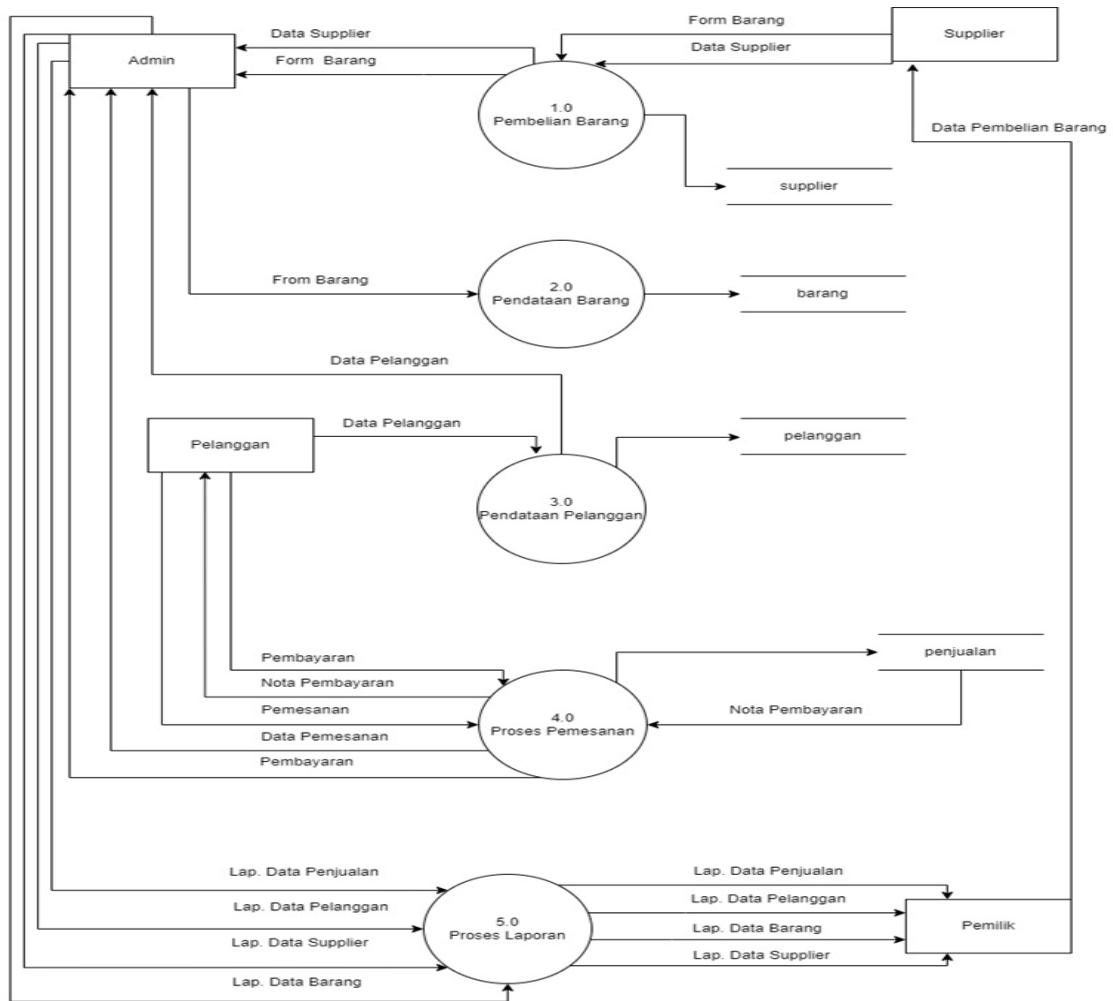 Form Barang
Supplier
Data Supplier
Data Supplier
Admin
Form Barang
1.0
Pembelian Barang
Data Pembelian Barang
supplier
From Barang
2.0
Pendataan Barang
barang
Data Pelanggan
Data Pelanggan
pelanggan
Pelanggan
3.0
Pendataan Pelanggan
Pembayaran
penjualan
Nota Pembayaran
Pemesanan
4.0
Proses Pemesanan
Nota Pembayaran
Data Pemesanan
Pembayaran
Lap. Data Penjualan
Lap. Data Penjualan
Lap. Data Pelanggan
Lap. Data Pelanggan
5.0
Proses Laporan
Lap. Data Barang
Pemilik
Lap. Data Supplier
Lap. Data Supplier
Lap. Data Barang